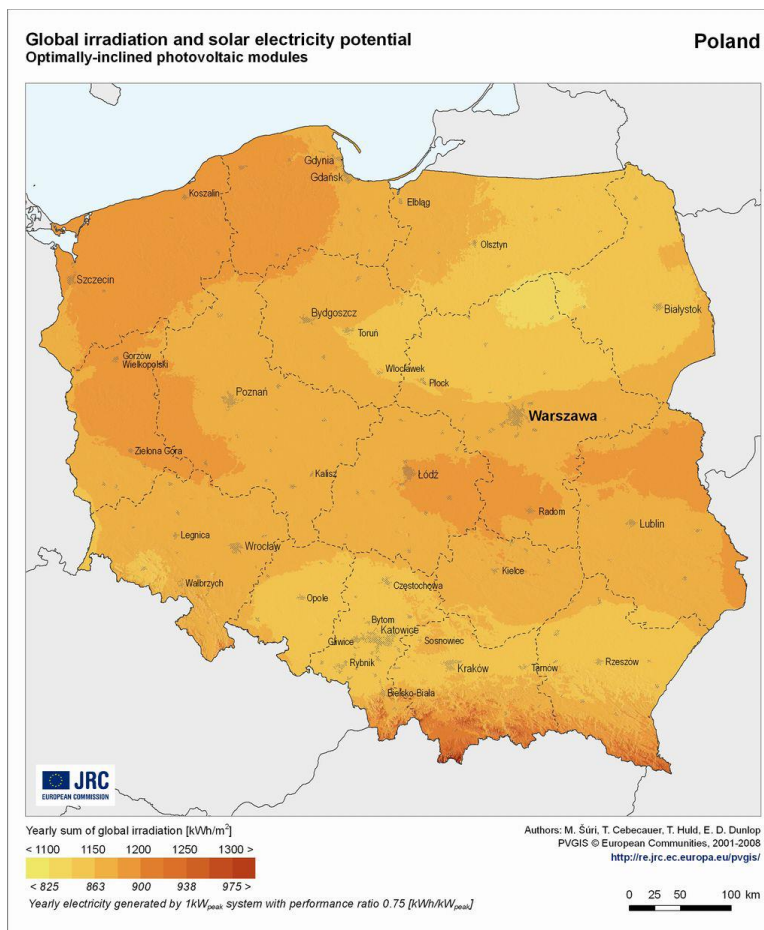 Global irradiation and solar electricity potential
Optimally-inclined photovoltaic modules
Poland
Gdynia
Gdańsk
Koszalin
Elbląg
Olsztyn
Szczecin
Białystok
Bydgoszcz
Toruń
Gorzów
Wielkopolski
Włocławek
Płock
Poznań
Warszawa
Zielona Góra
Kalisz
Łódź
Radom
Lublin
Legnica
Wrocław
Kielce
Wałbrzych
Częstochowa
Opole
Bytom
Katowice
Gliwice
Sosnowiec
Rybnik
Kraków
Tarnów
Rzeszów
Bielsko-Biała
JRC
EUROPEAN COMMISSION
Yearly sum of global irradiation [kWh/m²]
< 1100 1150 1200 1250 1300 >
< 825 863 900 938 975 >
Yearly electricity generated by 1kWpeak system with performance ratio 0.75 [kWh/kWpeak]
Authors: M. Šúri, T. Cebecauer, T. Huld, E. D. Dunlop
PVGIS © European Communities, 2001-2008
http://re.jrc.ec.europa.eu/pvgis/
0 25 50 100 km